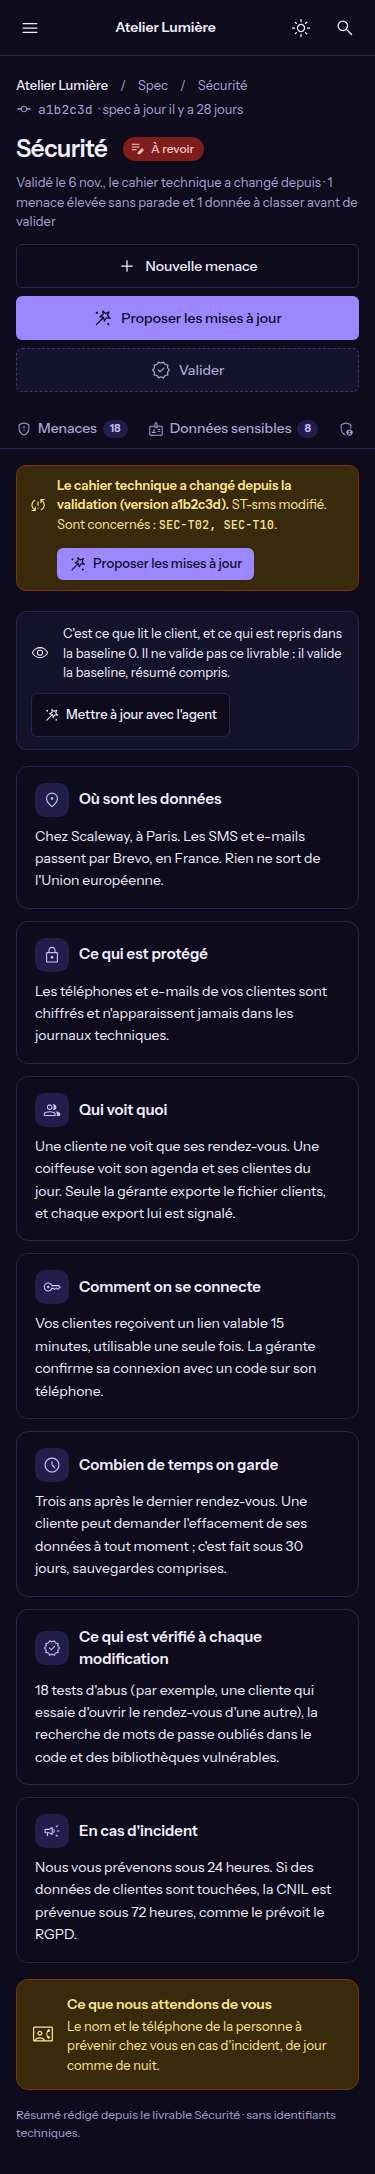 Atelier Lumière
Atelier Lumière / Spec / Sécurité
a1b2c3d · spec à jour il y a 28 jours
Sécurité À revoir
Validé le 6 nov., le cahier technique a changé depuis · 1
menace élevée sans parade et 1 donnée à classer avant de
valider
Nouvelle menace
Proposer les mises à jour
Valider
Menaces 18 Données sensibles 8
Le cahier technique a changé depuis la
validation (version a1b2c3d). ST-sms modifié.
Sont concernés : SEC-T02, SEC-T10.
Proposer les mises à jour
C'est ce que lit le client, et ce qui est repris dans
la baseline 0. Il ne valide pas ce livrable : il valide
la baseline, résumé compris.
Mettre à jour avec l'agent
Où sont les données
Chez Scaleway, à Paris. Les SMS et e-mails
passent par Brevo, en France. Rien ne sort de
l'Union européenne.
Ce qui est protégé
Les téléphones et e-mails de vos clientes sont
chiffrés et n'apparaissent jamais dans les
journaux techniques.
Qui voit quoi
Une cliente ne voit que ses rendez-vous. Une
coiffeuse voit son agenda et ses clientes du
jour. Seule la gérante exporte le fichier clients,
et chaque export lui est signalé.
Comment on se connecte
Vos clientes reçoivent un lien valable 15
minutes, utilisable une seule fois. La gérante
confirme sa connexion avec un code sur son
téléphone.
Combien de temps on garde
Trois ans après le dernier rendez-vous. Une
cliente peut demander l'effacement de ses
données à tout moment ; c'est fait sous 30
jours, sauvegardes comprises.
Ce qui est vérifié à chaque
modification
18 tests d'abus (par exemple, une cliente qui
essaie d'ouvrir le rendez-vous d'une autre), la
recherche de mots de passe oubliés dans le
code et des bibliothèques vulnérables.
En cas d'incident
Nous vous prévenons sous 24 heures. Si des
données de clientes sont touchées, la CNIL est
prévenue sous 72 heures, comme le prévoit le
RGPD.
Ce que nous attendons de vous
Le nom et le téléphone de la personne à
prévenir chez vous en cas d'incident, de jour
comme de nuit.
Résumé rédigé depuis le livrable Sécurité · sans identifiants
techniques.